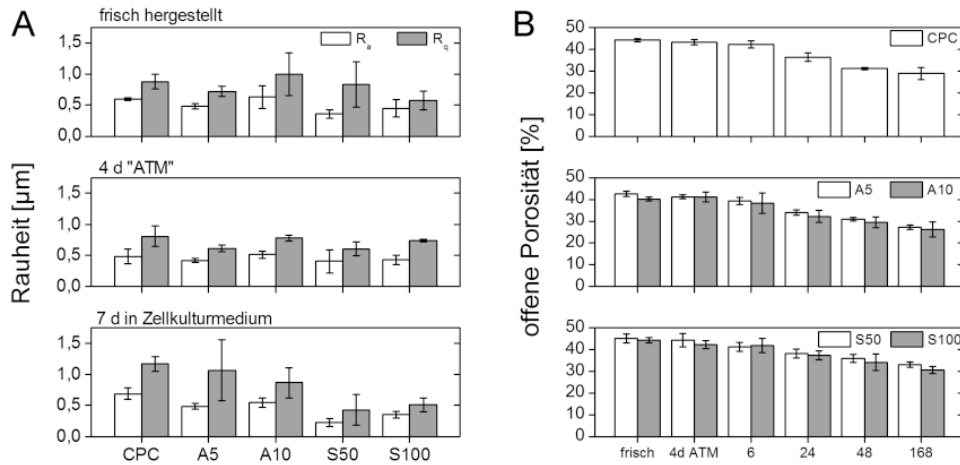 A
frisch hergestellt
1,5
1,0
0,5
0,0
Ra
Rq
4 d "ATM"
1,5
1,0
0,5
0,0
7 d in Zellkulturmedium
1,5
1,0
0,5
0,0
Rauheit [µm]
CPC A5 A10 S50 S100
B
50
40
30
20
10
0
CPC
50
40
30
20
10
0
A5 A10
50
40
30
20
10
0
S50 S100
offene Porosität [%]
frisch 4d ATM 6 24 48 168